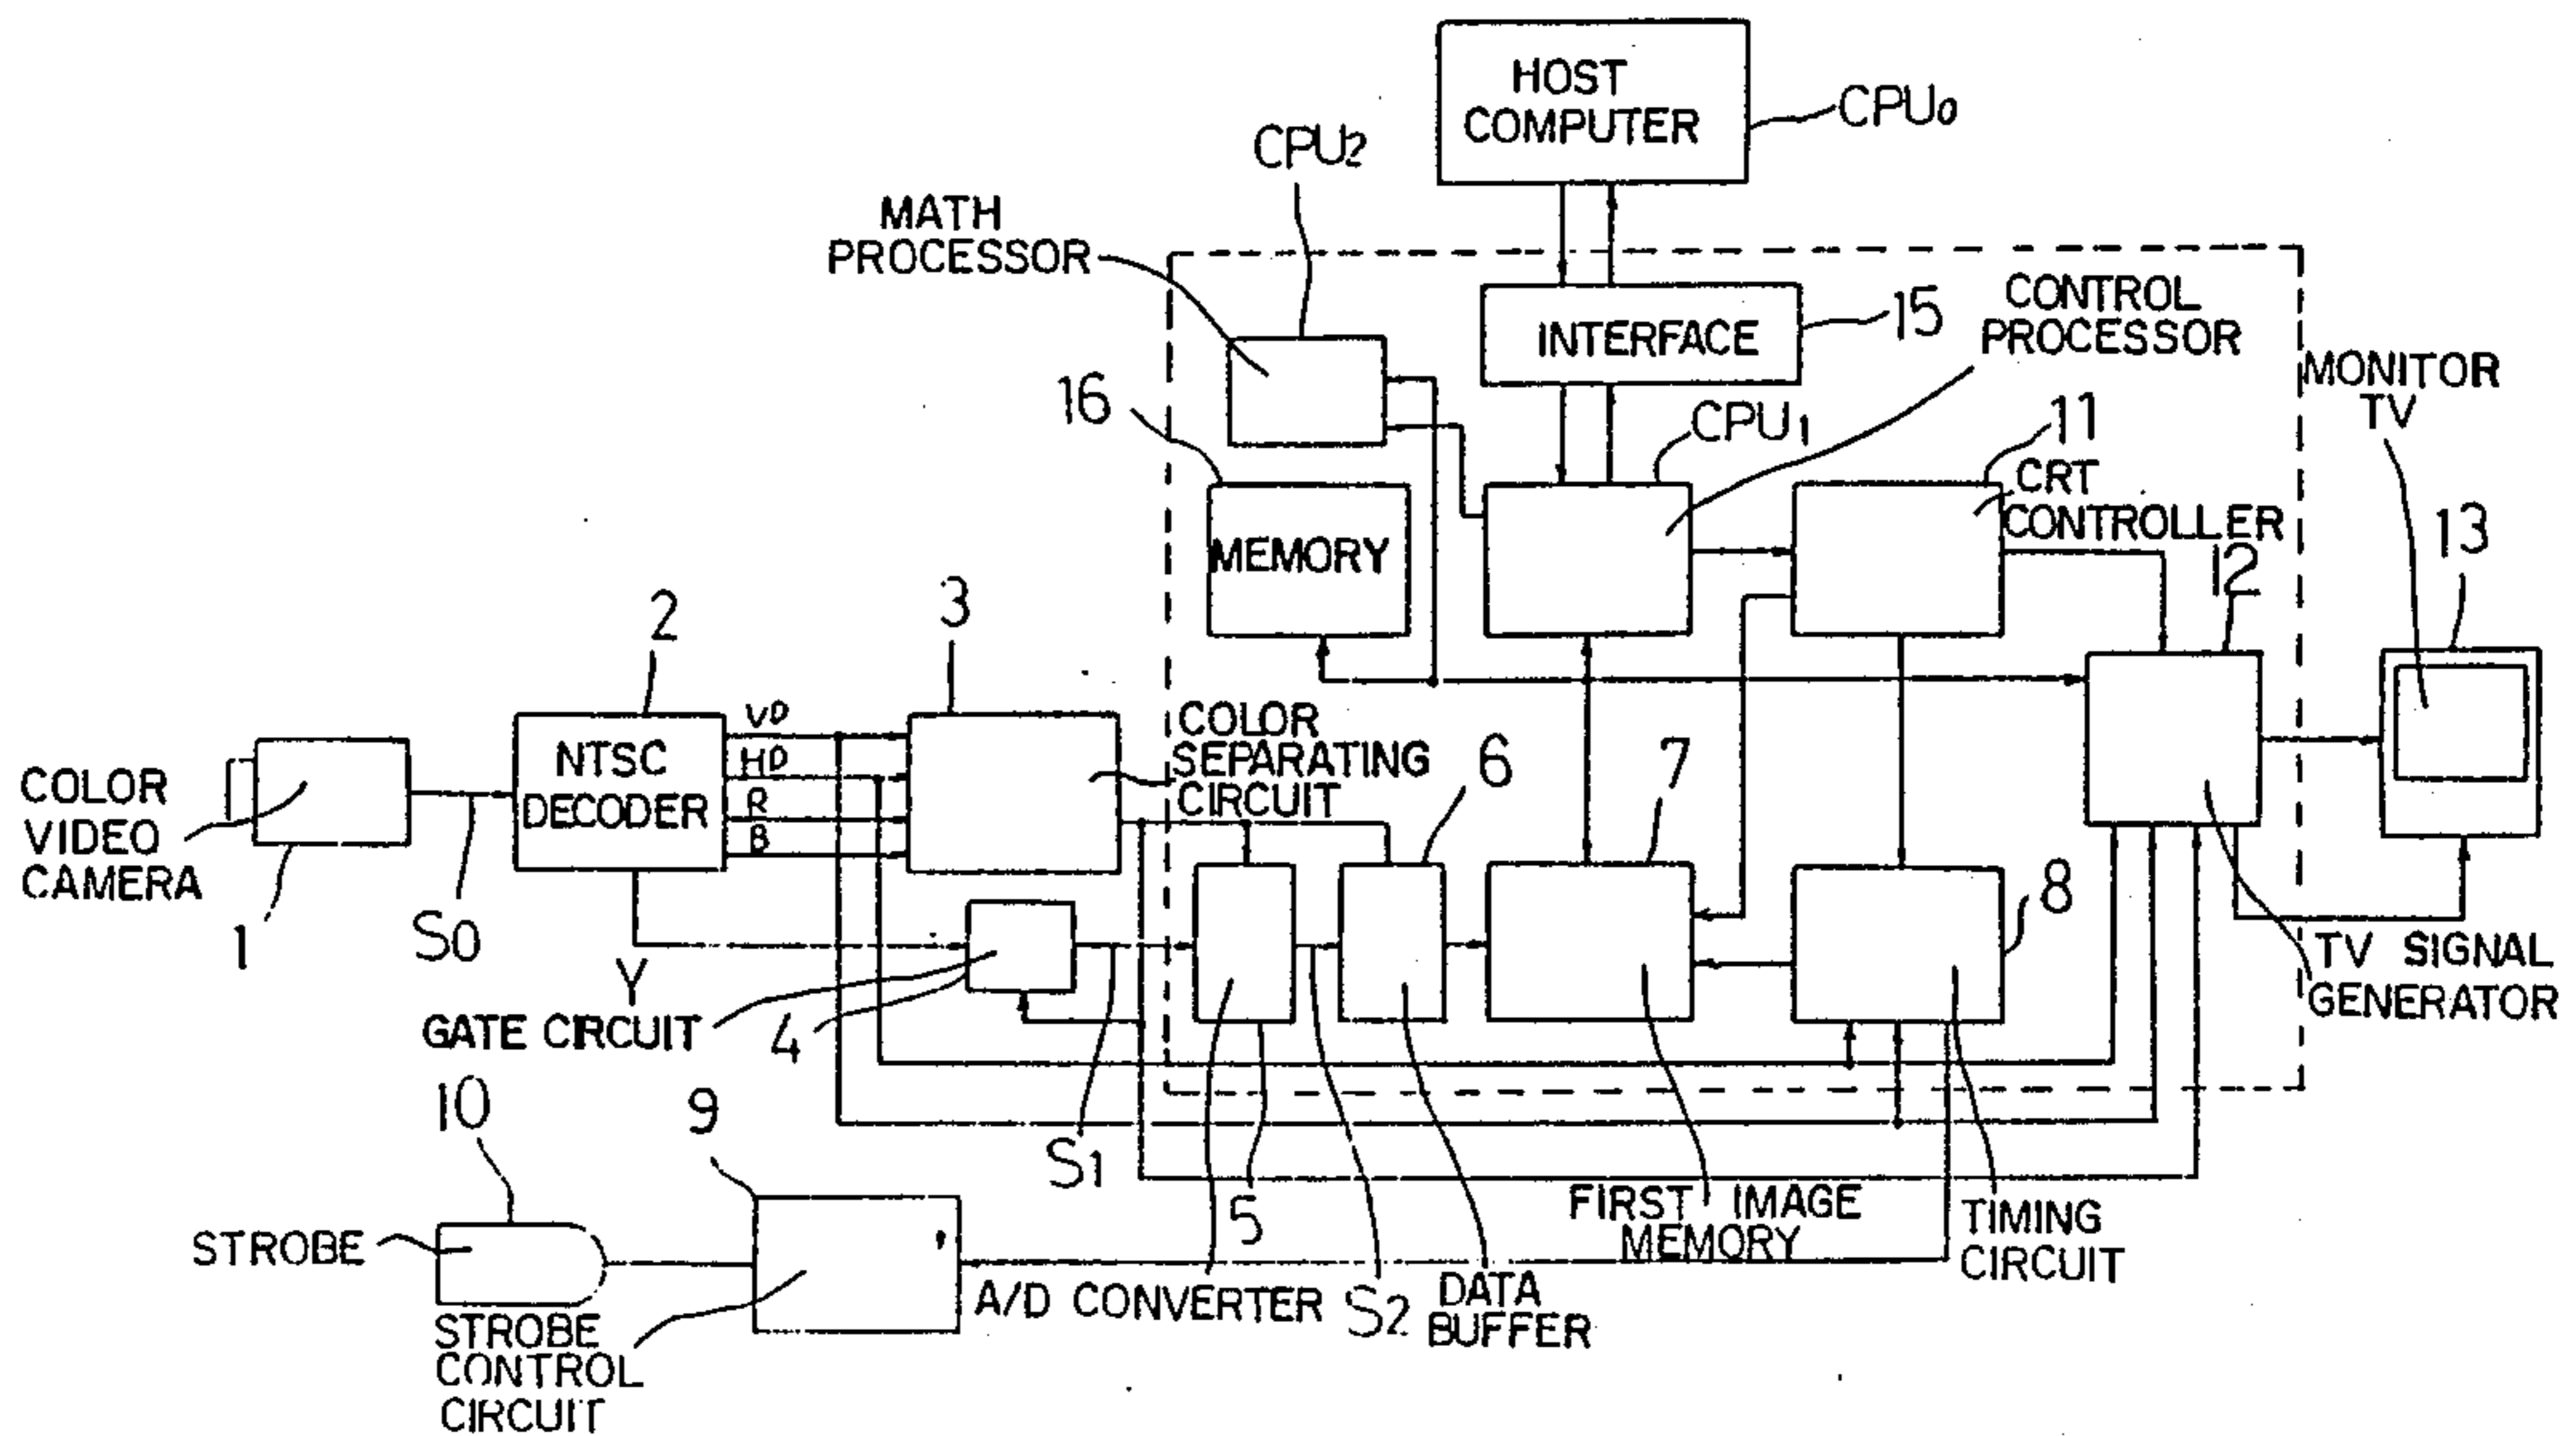 HOST
COMPUTER
CPU0
CPU2
MATH
PROCESSOR
INTERFACE
15
CONTROL
PROCESSOR
MONITOR
TV
16
CPU1
11
CRT
CONTROLLER
MEMORY
12
13
2
3
VD
HD
R
B
NTSC
DECODER
COLOR
SEPARATING
CIRCUIT
6
7
COLOR
VIDEO
CAMERA
1
S0
Y
8
GATE CIRCUIT
4
TV SIGNAL
GENERATOR
10
9
S1
5
FIRST IMAGE
MEMORY
TIMING
CIRCUIT
STROBE
A/D CONVERTER
S2
DATA
BUFFER
STROBE
CONTROL
CIRCUIT